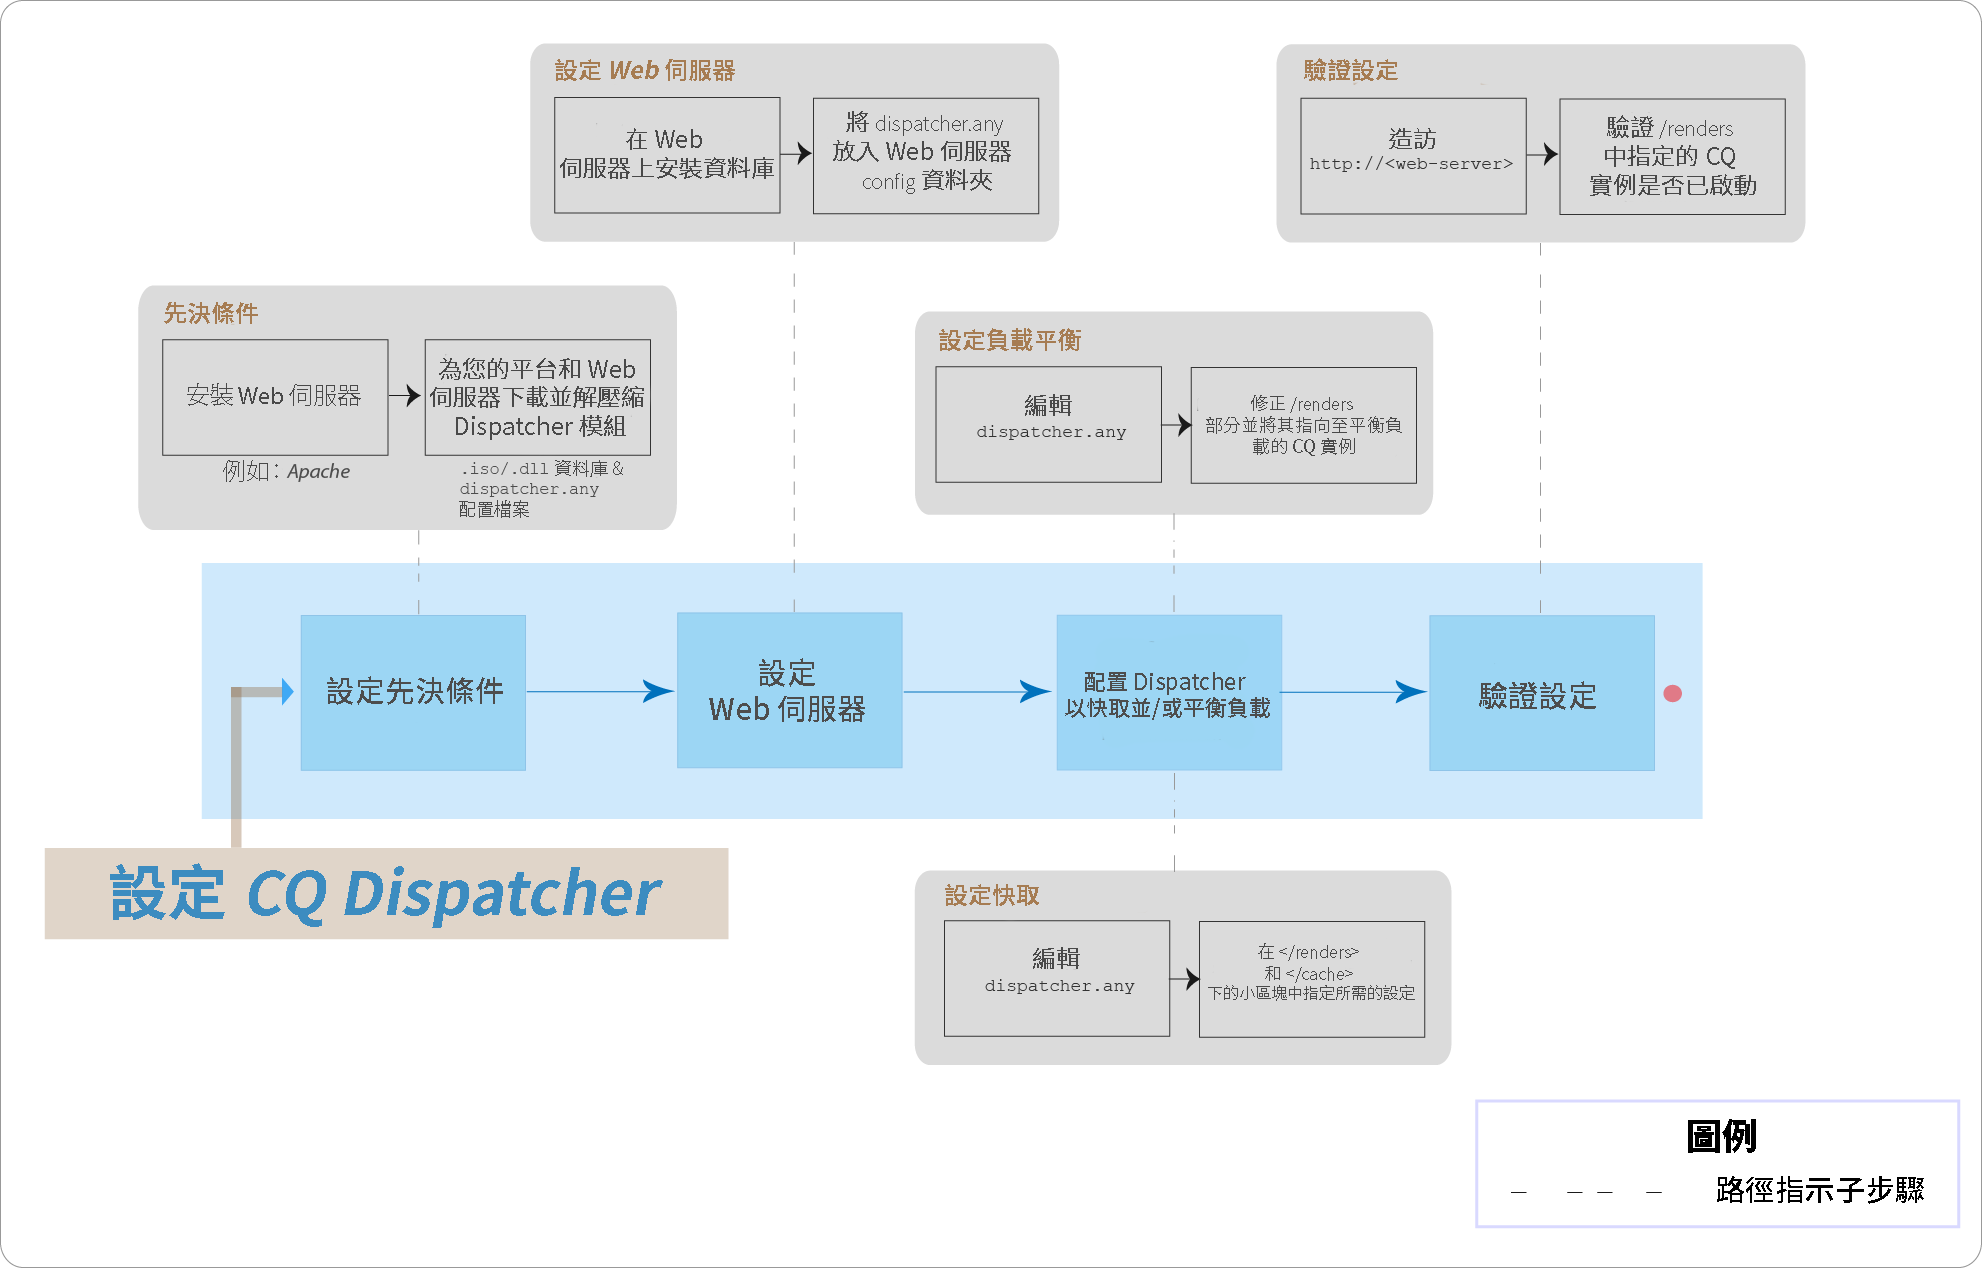 設定 Web 伺服器
在 Web
伺服器上安裝資料庫
將 dispatcher.any
放入 Web 伺服器
config 資料夾
驗證設定
造訪
http://<web-server>
驗證 /renders
中指定的 CQ
實例是否已啟動
先決條件
安裝 Web 伺服器
例如：Apache
為您的平台和 Web
伺服器下載並解壓縮
Dispatcher 模組
.iso/.dll 資料庫 &
dispatcher.any
配置檔案
設定負載平衡
編輯
dispatcher.any
修正 /renders
部分並將其指向至平衡負
載的 CQ 實例
設定先決條件
設定
Web 伺服器
配置 Dispatcher
以快取並/或平衡負載
驗證設定
設定 CQ Dispatcher
設定快取
編輯
dispatcher.any
在 </renders>
和 </cache>
下的小區塊中指定所需的設定
圖例
路徑指示子步驟